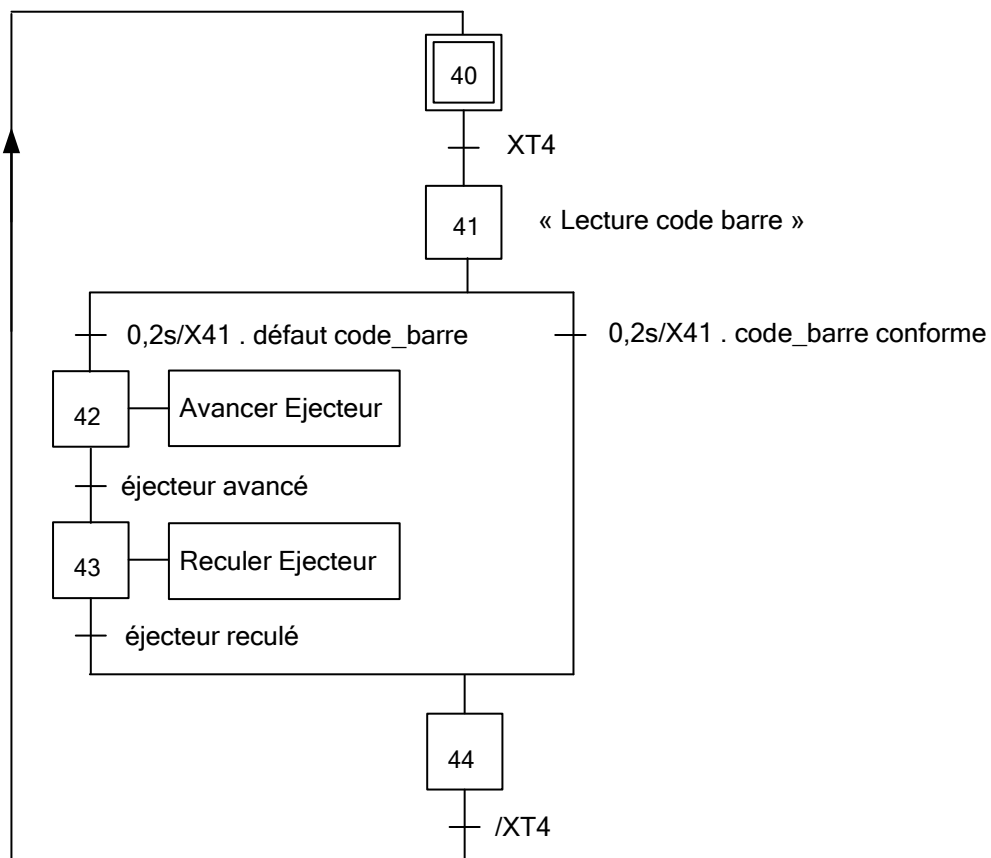 40
XT4
41
« Lecture code barre »
0,2s/X41 . défaut code_barre
0,2s/X41 . code_barre conforme
42
Avancer Ejecteur
éjecteur avancé
43
Reculer Ejecteur
éjecteur reculé
44
/XT4